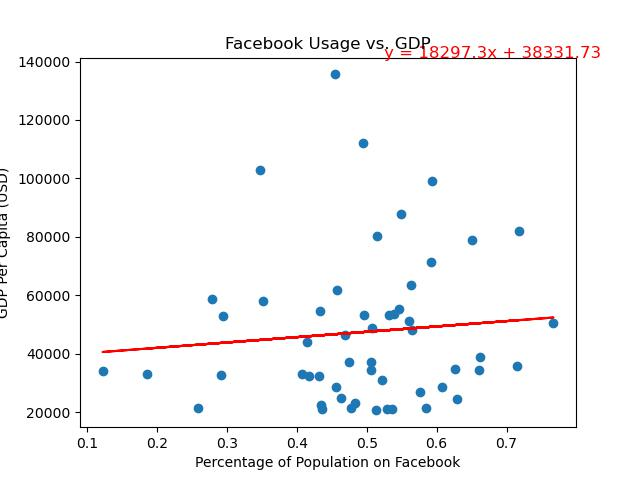 Facebook Usage vs. GDP
y = 18297.3x + 38331.73
GDP Per Capita (USD)
140000
120000
100000
80000
60000
40000
20000
0.1 0.2 0.3 0.4 0.5 0.6 0.7
Percentage of Population on Facebook